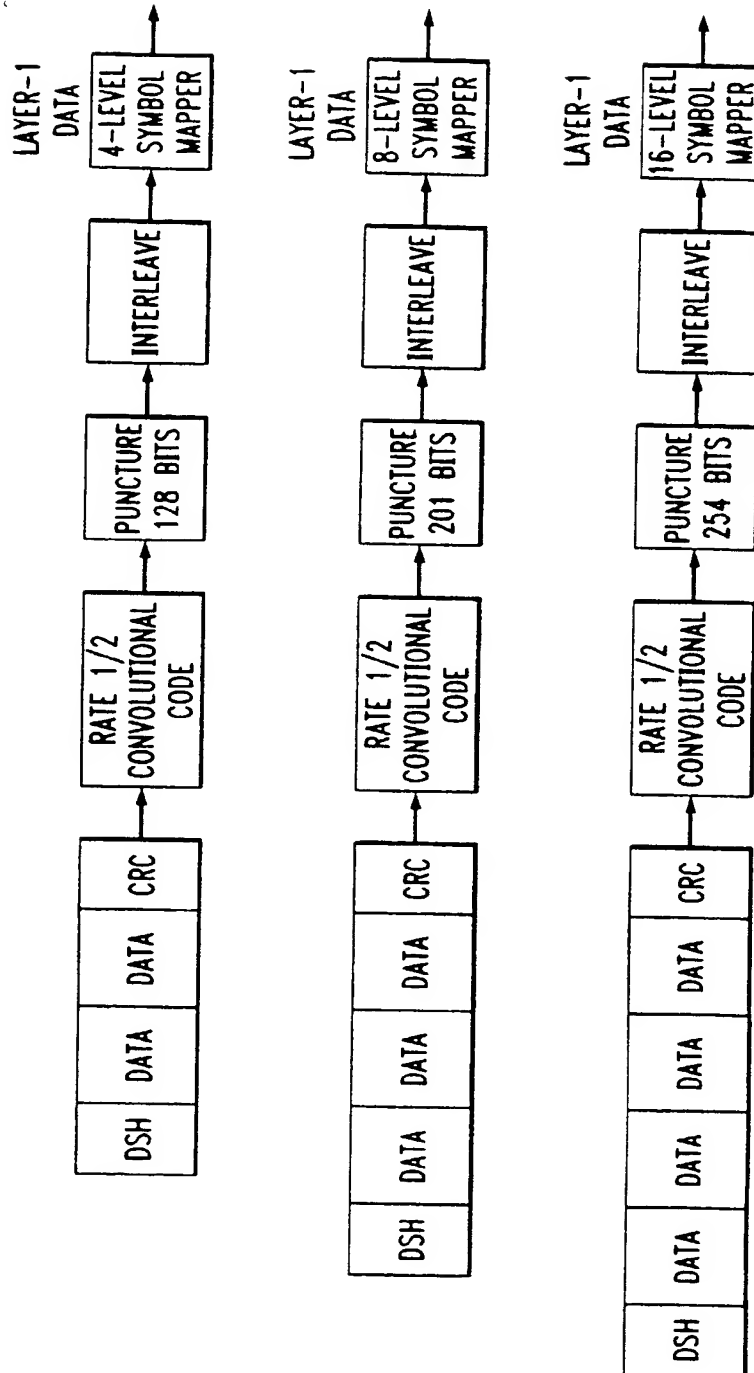 DSH
DATA
DATA
CRC
RATE 1/2
CONVOLUTIONAL
CODE
PUNCTURE
128 BITS
INTERLEAVE
LAYER-1
DATA
4-LEVEL
SYMBOL
MAPPER
DSH
DATA
DATA
DATA
CRC
RATE 1/2
CONVOLUTIONAL
CODE
PUNCTURE
201 BITS
INTERLEAVE
LAYER-1
DATA
8-LEVEL
SYMBOL
MAPPER
DSH
DATA
DATA
DATA
DATA
CRC
RATE 1/2
CONVOLUTIONAL
CODE
PUNCTURE
254 BITS
INTERLEAVE
LAYER-1
DATA
16-LEVEL
SYMBOL
MAPPER